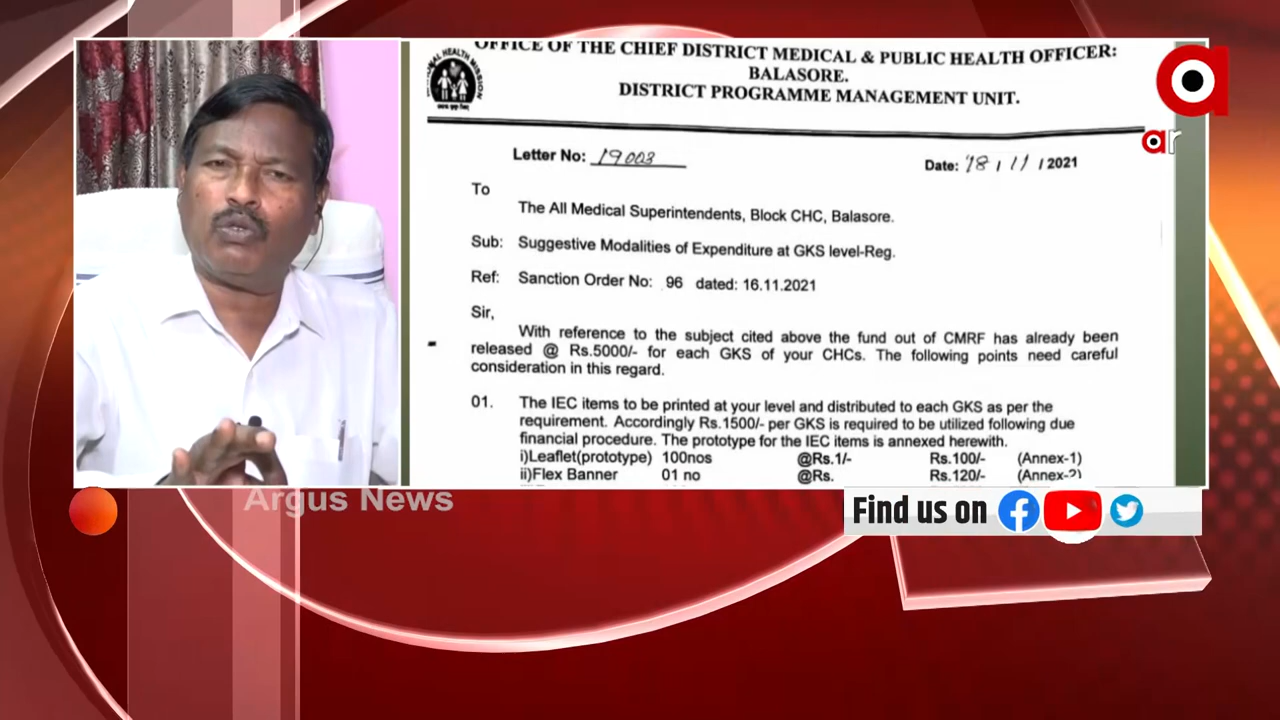 OFFICE OF THE CHIEF DISTRICT MEDICAL & PUBLIC HEALTH OFFICER:
BALASORE.
DISTRICT PROGRAMME MANAGEMENT UNIT.
Letter No: 19003
Date: 18 / 11 / 2021
To
The All Medical Superintendents, Block CHC, Balasore.
Sub: Suggestive Modalities of Expenditure at GKS level-Reg.
Ref: Sanction Order No: 96 dated: 16.11.2021
Sir,
With reference to the subject cited above the fund out of CMRF has already been
released @ Rs.5000/- for each GKS of your CHCs. The following points need careful
consideration in this regard.
01. The IEC items to be printed at your level and distributed to each GKS as per the
requirement. Accordingly Rs.1500/- per GKS is required to be utilized following due
financial procedure. The prototype for the IEC items is annexed herewith.
i)Leaflet(prototype) 100nos @Rs.1/- Rs.100/- (Annex-1)
ii)Flex Banner 01 no @Rs. Rs.120/- (Annex-2)
a
ar
Argus News
Find us on